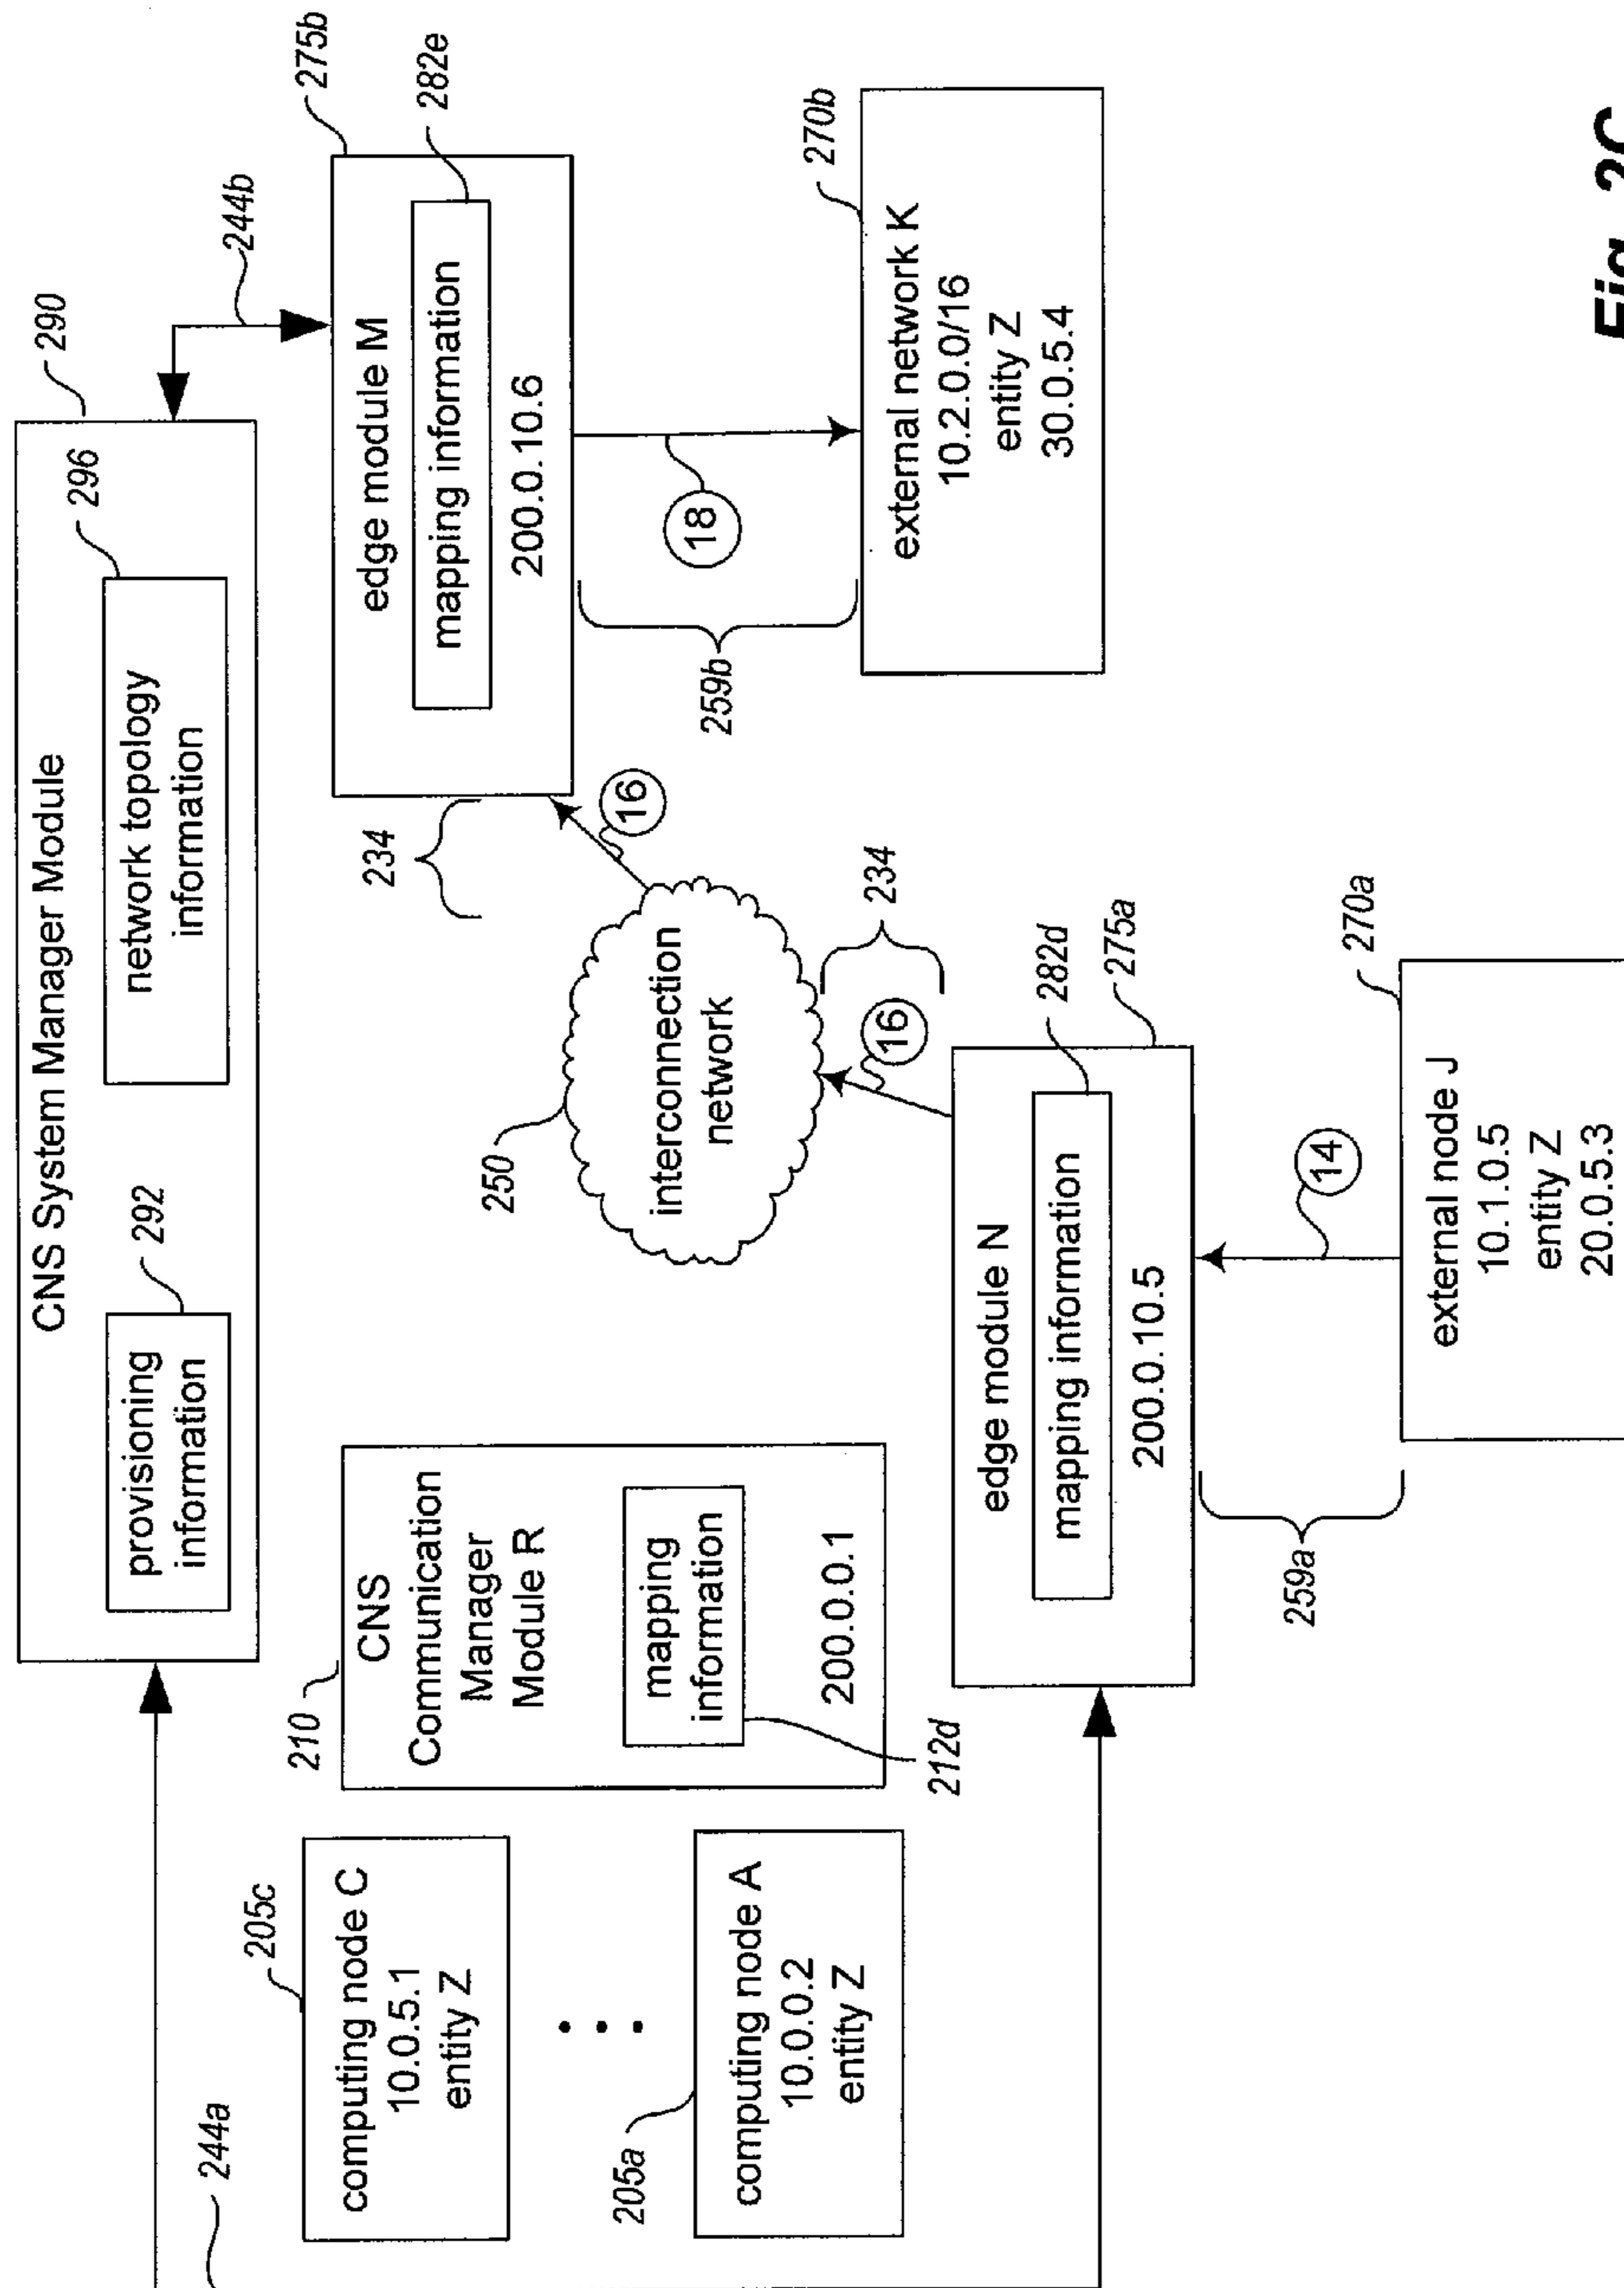 244a
CNS System Manager Module
290
provisioning
information
292
network topology
information
296
244b
205c
computing node C
10.0.5.1
entity Z
205a
computing node A
10.0.0.2
entity Z
210
CNS
Communication
Manager
Module R
mapping
information
200.0.0.1
212d
250
interconnection
network
234
16
234
16
edge module M
mapping information
200.0.10.6
275b
282e
18
259b
external network K
10.2.0.0/16
entity Z
30.0.5.4
270b
edge module N
mapping information
200.0.10.5
282d
275a
14
259a
external node J
10.1.0.5
entity Z
20.0.5.3
270a
Fig. 2C